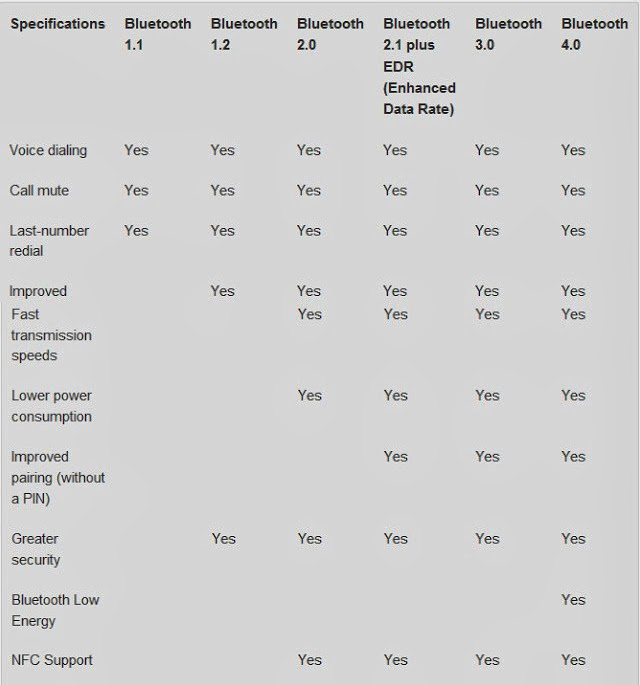 Specifications Bluetooth 1.1 Bluetooth 1.2 Bluetooth 2.0 Bluetooth 2.1 plus EDR (Enhanced Data Rate) Bluetooth 3.0 Bluetooth 4.0
Voice dialing Yes Yes Yes Yes Yes Yes
Call mute Yes Yes Yes Yes Yes Yes
Last-number redial Yes Yes Yes Yes Yes Yes
Improved Yes Yes Yes Yes Yes
Fast transmission speeds Yes Yes Yes Yes
Lower power consumption Yes Yes Yes Yes
Improved pairing (without a PIN) Yes Yes Yes
Greater security Yes Yes Yes Yes Yes
Bluetooth Low Energy Yes
NFC Support Yes Yes Yes Yes